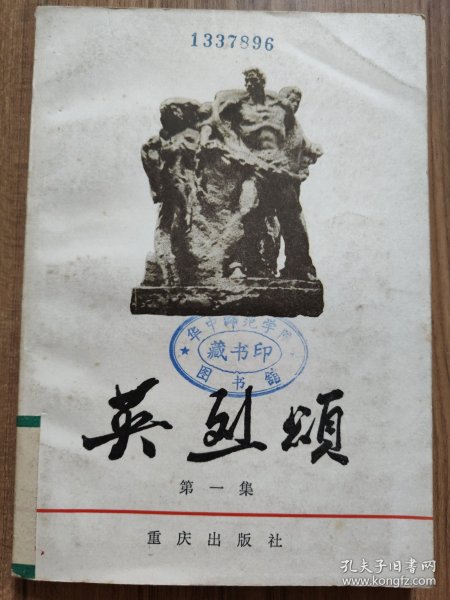 1337896
华中师范学院
藏书印
图书馆
英烈颂
第一集
重庆出版社
孔夫子旧书网
www.kongfz.com